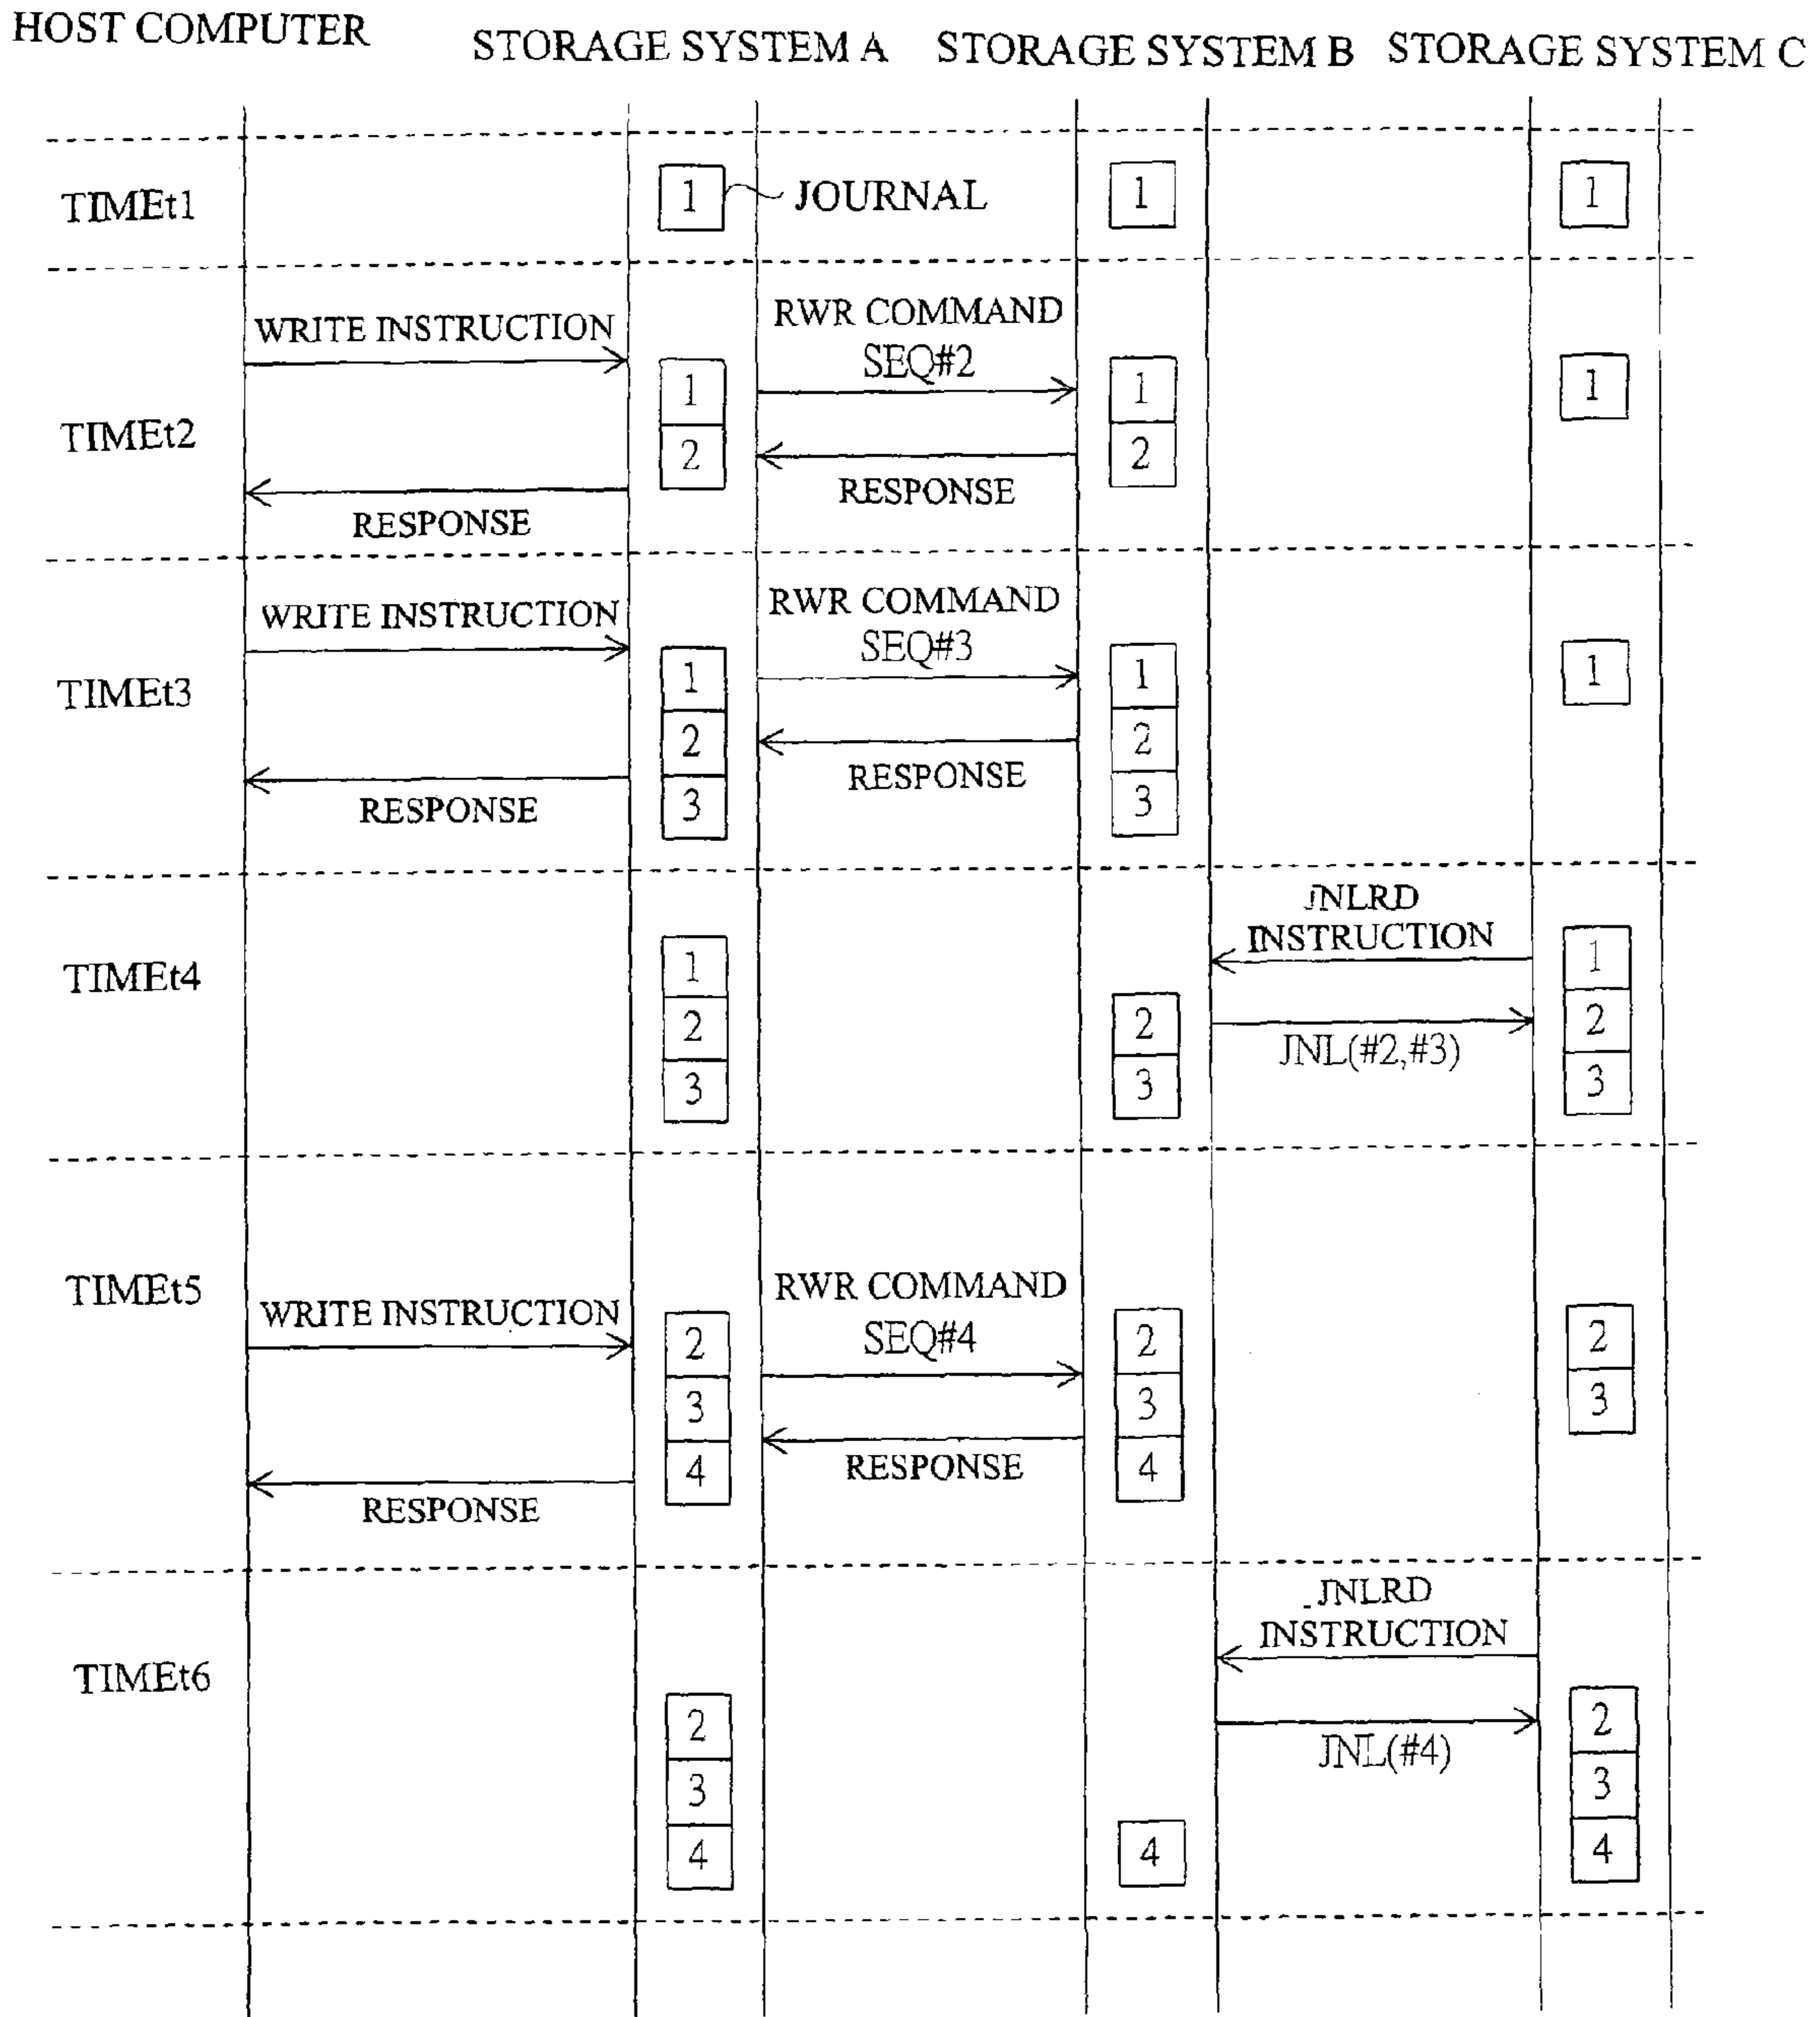 HOST COMPUTER STORAGE SYSTEM A STORAGE SYSTEM B STORAGE SYSTEM C
TIMEt1
1 JOURNAL 1 1
TIMEt2
WRITE INSTRUCTION
RWR COMMAND
SEQ#2
1 1 1
2 2
RESPONSE
RESPONSE
TIMEt3
WRITE INSTRUCTION
RWR COMMAND
SEQ#3
1 1 1
2 2
RESPONSE
3 3
RESPONSE
TIMEt4
JNLRD
INSTRUCTION
1 1
2 2 2
JNL(#2,#3)
3 3 3
TIMEt5
WRITE INSTRUCTION
RWR COMMAND
SEQ#4
2 2 2
3 3 3
4 4
RESPONSE
RESPONSE
TIMEt6
JNLRD
INSTRUCTION
2 2
JNL(#4)
3 3
4 4 4